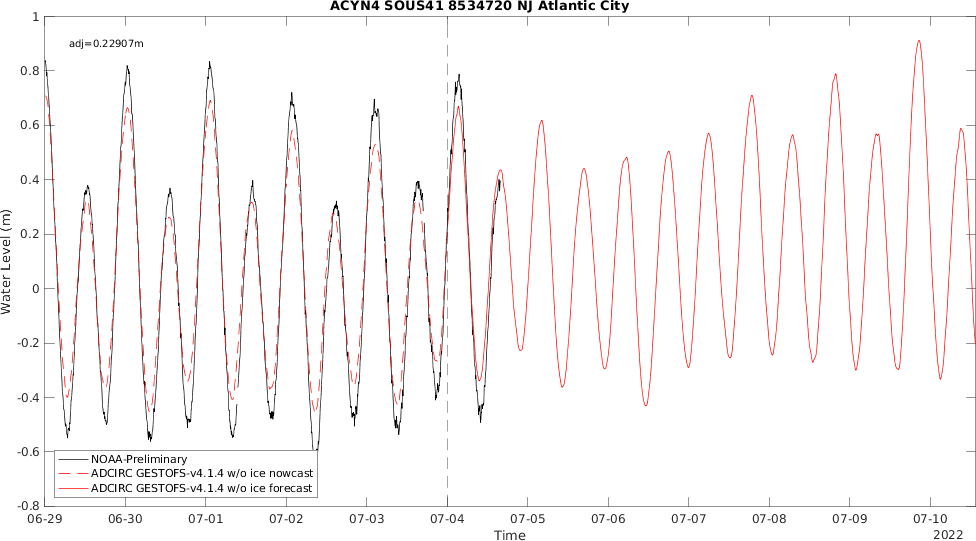 ACYN4 SOUS41 8534720 NJ Atlantic City
adj=0.22907m
Water Level (m)
1
0.8
0.6
0.4
0.2
0
-0.2
-0.4
-0.6
-0.8
NOAA-Preliminary
ADCIRC GESTOFS-v4.1.4 w/o ice nowcast
ADCIRC GESTOFS-v4.1.4 w/o ice forecast
06-29 06-30 07-01 07-02 07-03 07-04 07-05 07-06 07-07 07-08 07-09 07-10
Time
2022